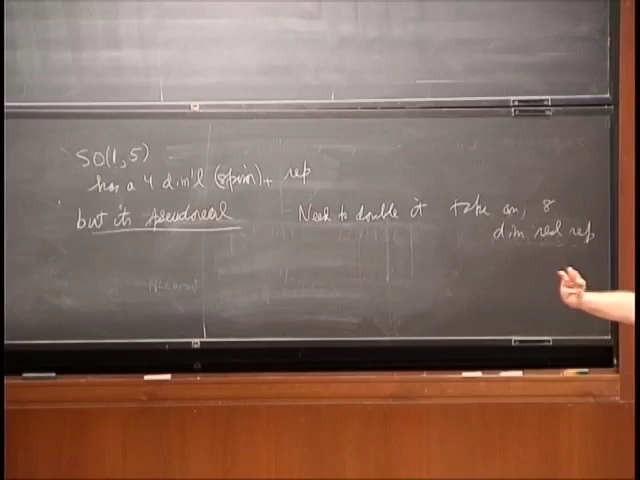 SO(1,5)
has a 4 dim'l (spin)+ rep
but its pseudoreal Need to double it take an 8
dim real rep